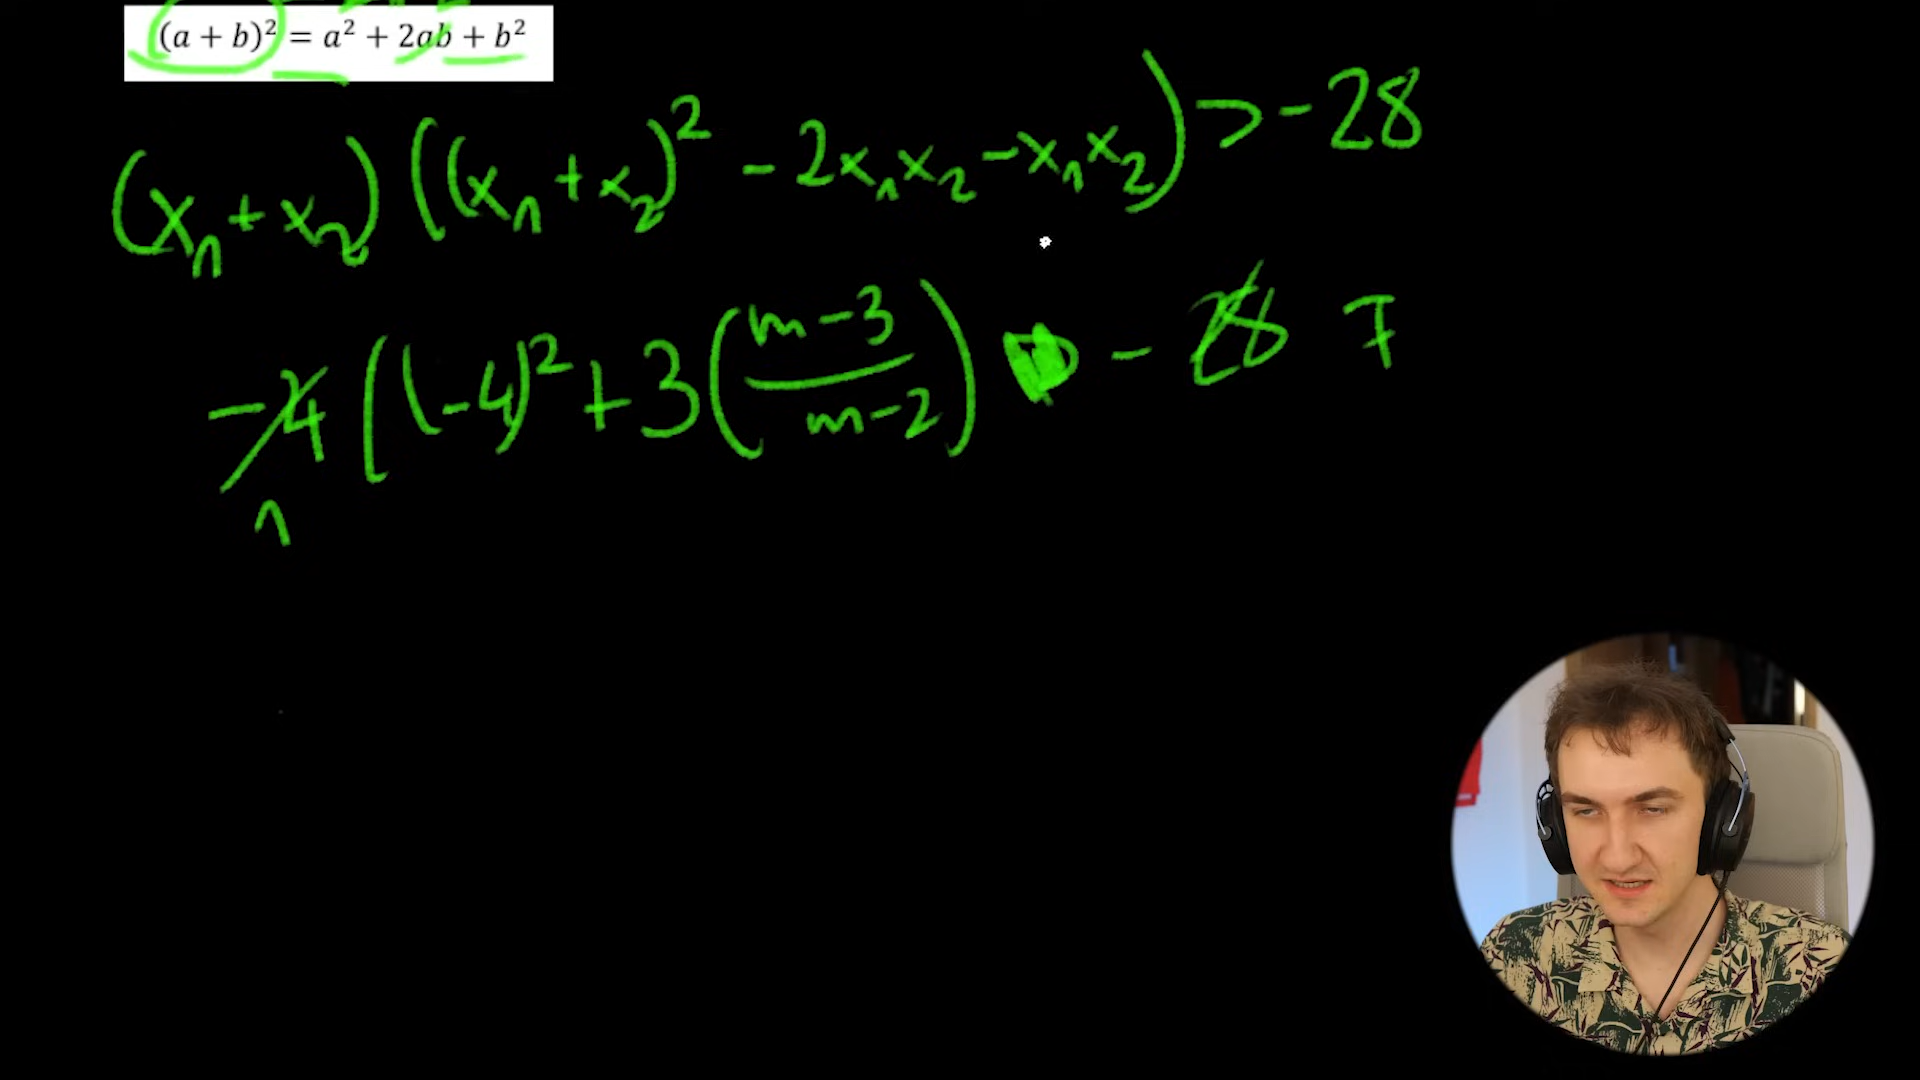 (a + b)² = a² + 2ab + b²
(x₁ + x₂) ((x₁ + x₂)² - 2x₁x₂ - x₁x₂) > -28
-4 ((-4)² + 3 (m-3 / m-2) - 28 7
1